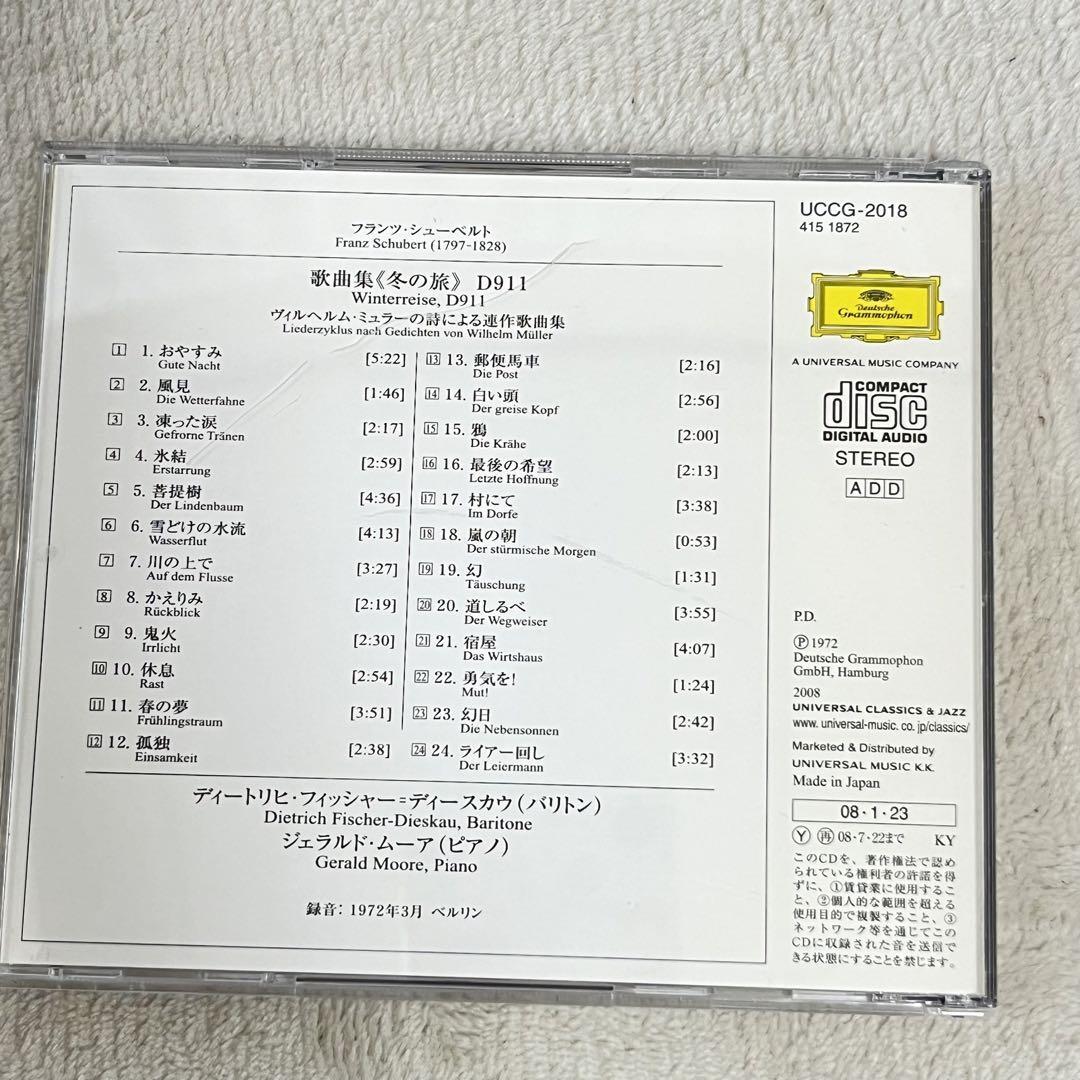 フランツ・シューベルト
Franz Schubert (1797-1828)
歌曲集《冬の旅》 D911
Winterreise, D911
ヴィルヘルム・ミュラーの詩による連作歌曲集
Liederzyklus nach Gedichten von Wilhelm Müller
1 1. おやすみ [5:22]
Gute Nacht
2 2. 風見 [1:46]
Die Wetterfahne
3 3. 凍った涙 [2:17]
Gefrorne Tränen
4 4. 氷結 [2:59]
Erstarrung
5 5. 菩提樹 [4:36]
Der Lindenbaum
6 6. 雪どけの水流 [4:13]
Wasserflut
7 7. 川の上で [3:27]
Auf dem Flusse
8 8. かえりみ [2:19]
Rückblick
9 9. 鬼火 [2:30]
Irrlicht
10 10. 休息 [2:54]
Rast
11 11. 春の夢 [3:51]
Frühlingstraum
12 12. 孤独 [2:38]
Einsamkeit
13 13. 郵便馬車 [2:16]
Die Post
14 14. 白い頭 [2:56]
Der greise Kopf
15 15. 鴉 [2:00]
Die Krähe
16 16. 最後の希望 [2:13]
Letzte Hoffnung
17 17. 村にて [3:38]
Im Dorfe
18 18. 嵐の朝 [0:53]
Der stürmische Morgen
19 19. 幻 [1:31]
Täuschung
20 20. 道しるべ [3:55]
Der Wegweiser
21 21. 宿屋 [4:07]
Das Wirtshaus
22 22. 勇気を! [1:24]
Mut!
23 23. 幻日 [2:42]
Die Nebensonnen
24 24. ライアー回し [3:32]
Der Leiermann
ディートリヒ・フィッシャー=ディースカウ(バリトン)
Dietrich Fischer-Dieskau, Baritone
ジェラルド・ムーア(ピアノ)
Gerald Moore, Piano
録音: 1972年3月 ベルリン
UCCG-2018
415 1872
Deutsche
Grammophon
A UNIVERSAL MUSIC COMPANY
COMPACT
disc
DIGITAL AUDIO
STEREO
ADD
P.D.
Ⓟ1972
Deutsche Grammophon
GmbH, Hamburg
2008
UNIVERSAL CLASSICS & JAZZ
www. universal-music. co. jp/classics/
Marketed & Distributed by
UNIVERSAL MUSIC K.K.
Made in Japan
08・1・23
Ⓨ 再 08・7・22まで KY
このCDを、著作権法で認め
られている権利者の許諾を得
ずに、①賃貸業に使用するこ
と、②個人的な範囲を超える
使用目的で複製すること、③
ネットワーク等を通じてこの
CDに収録された音を送信で
きる状態にすることを禁じます。